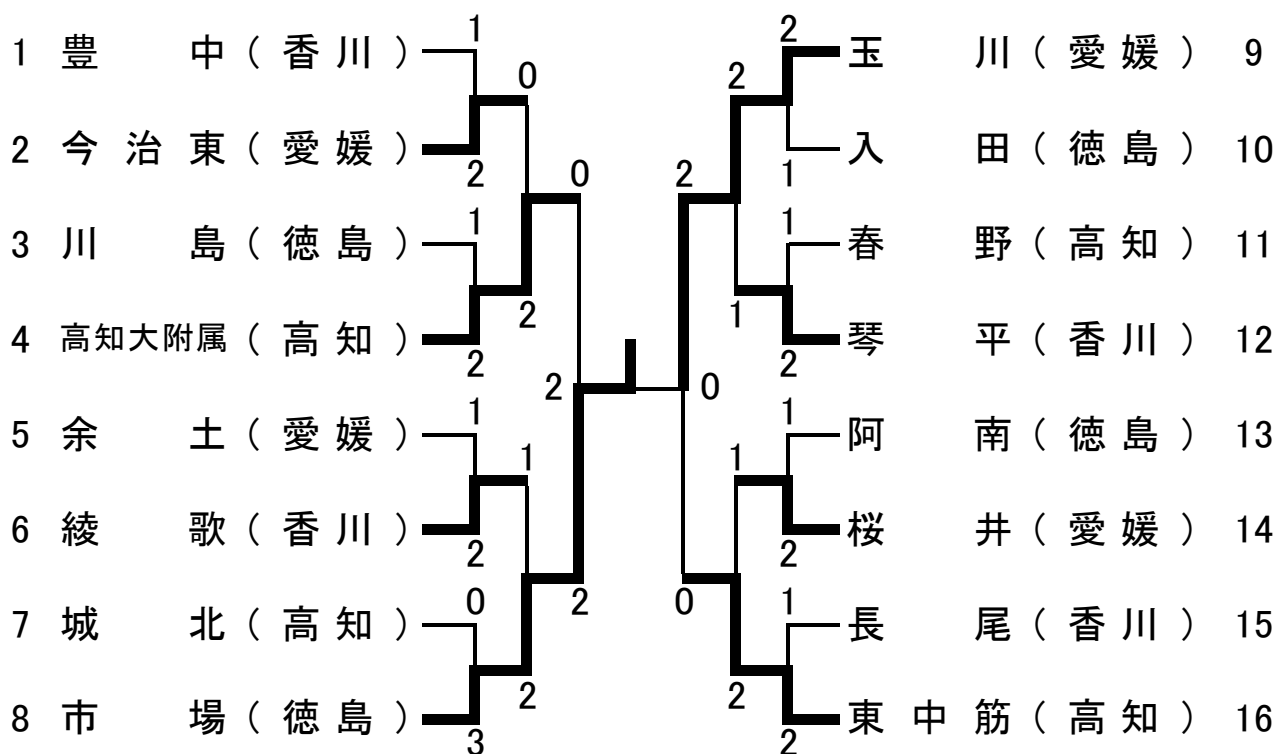 1 2
1 豊 中 ( 香 川 ) 玉 川 ( 愛 媛 ) 9
0 2
2 今 治 東 ( 愛 媛 ) 入 田 ( 徳 島 ) 10
2 0 2 1
1 1
3 川 島 ( 徳 島 ) 春 野 ( 高 知 ) 11
2 1
4 高知大附属 ( 高 知 ) 琴 平 ( 香 川 ) 12
2 2
2 0
1 1
5 余 土 ( 愛 媛 ) 阿 南 ( 徳 島 ) 13
1 1
6 綾 歌 ( 香 川 ) 桜 井 ( 愛 媛 ) 14
2 2
0 2 0 1
7 城 北 ( 高 知 ) 長 尾 ( 香 川 ) 15
2 2
8 市 場 ( 徳 島 ) 東 中 筋 ( 高 知 ) 16
3 2